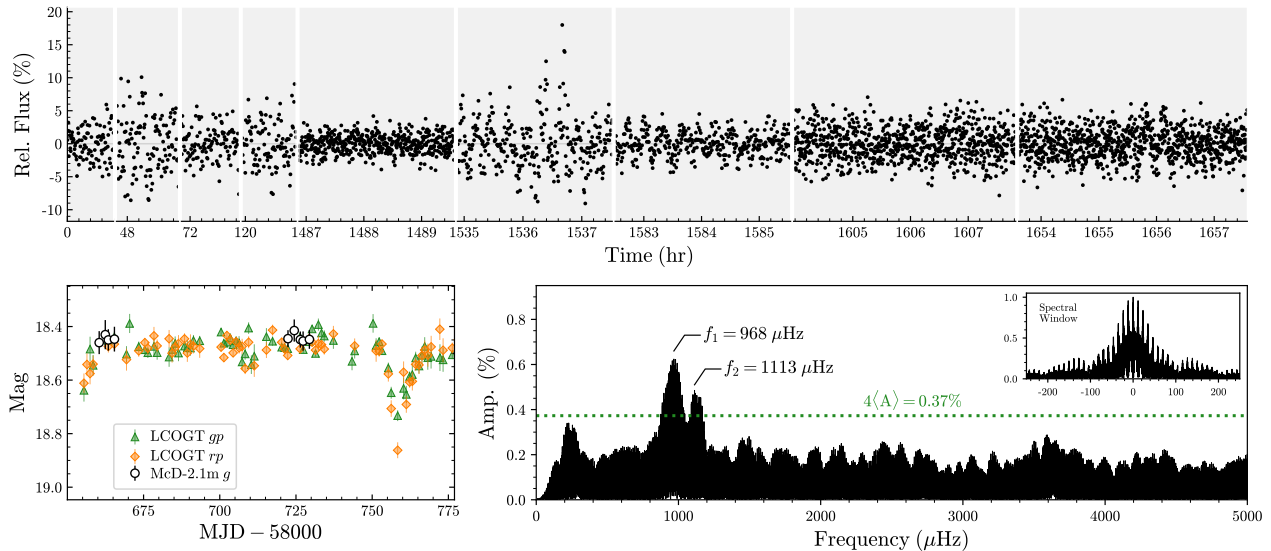 Rel. Flux (%)
20
15
10
5
0
-5
-10
0 48 72 120 1487 1488 1489 1535 1536 1537 1583 1584 1585 1605 1606 1607 1654 1655 1656 1657
Time (hr)
Mag
18.4
18.6
18.8
19.0
LCOGT gp
LCOGT rp
McD-2.1m g
675 700 725 750 775
MJD − 58000
Amp. (%)
0.8
0.6
0.4
0.2
0.0
f₁ = 968 μHz
f₂ = 1113 μHz
4⟨A⟩ = 0.37%
0 1000 2000 3000 4000 5000
Frequency (μHz)
1.0
0.5
0.0
Spectral
Window
-200 -100 0 100 200